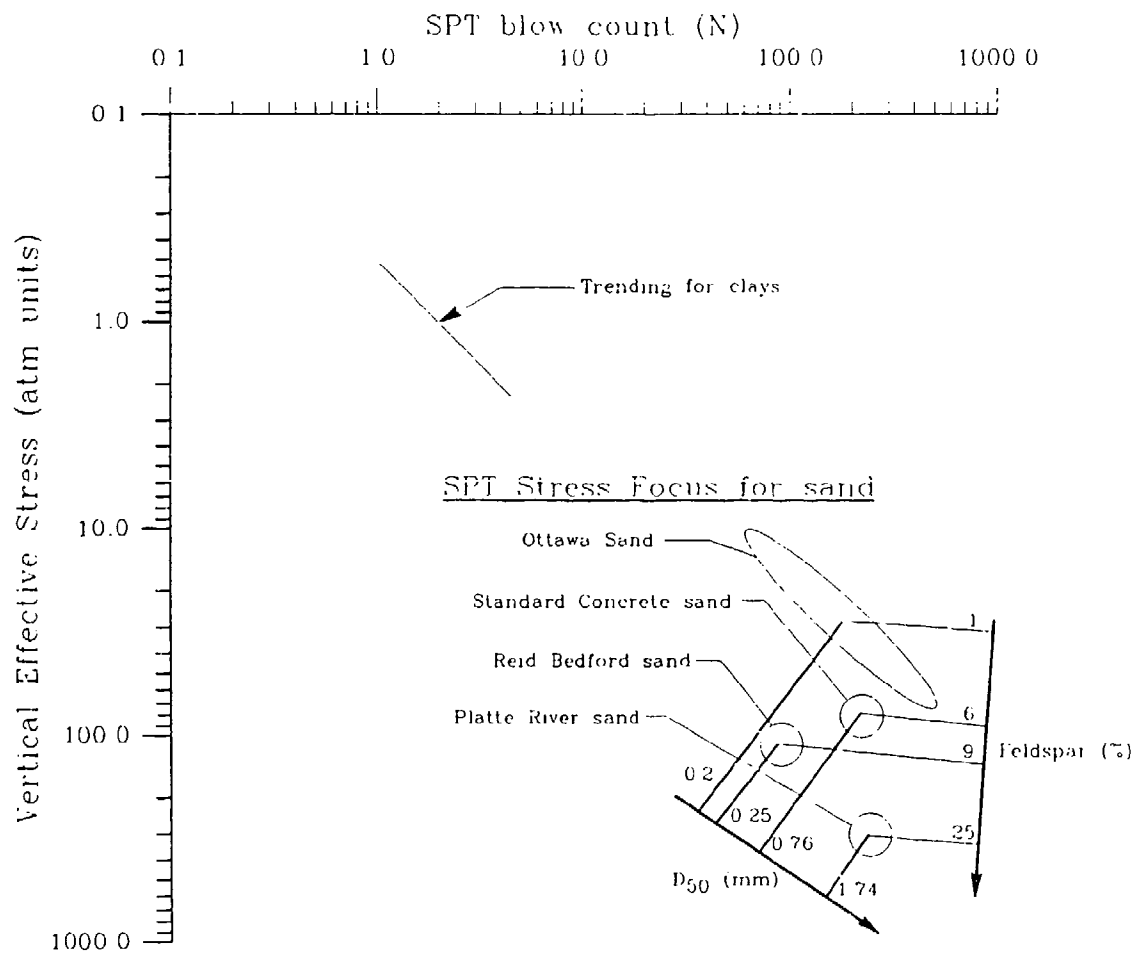 SPT blow count (N)
0.1 1.0 10.0 100.0 1000.0
Vertical Effective Stress (atm units)
0.1
1.0
10.0
100.0
1000.0
Trending for clays
SPT Stress Focus for sand
Ottawa Sand
Standard Concrete sand
Reid Bedford sand
Platte River sand
1
6
9
25
Feldspar (%)
0.2
0.25
0.76
1.74
D50 (mm)